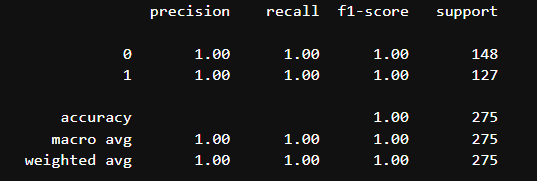 precision recall f1-score support
0 1.00 1.00 1.00 148
1 1.00 1.00 1.00 127
accuracy 1.00 275
macro avg 1.00 1.00 1.00 275
weighted avg 1.00 1.00 1.00 275